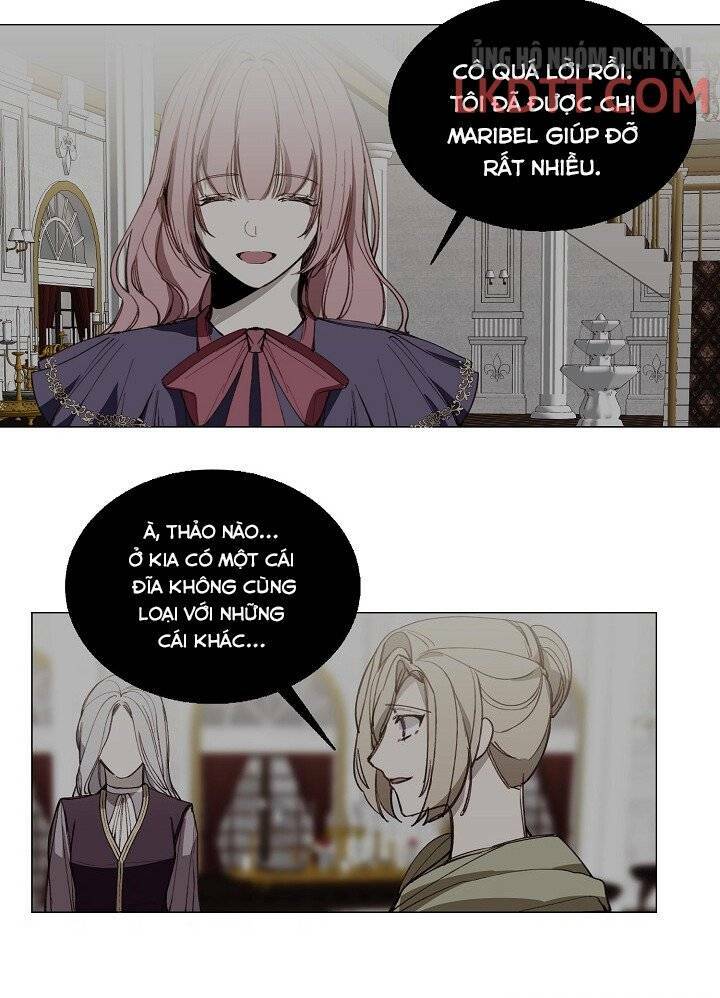 ỦNG HỘ NHÓM DỊCH TẠI
LKDTT.COM
CÔ QUÁ LỜI RỒI.
TÔI ĐÃ ĐƯỢC CHỊ
MARIBEL GIÚP ĐỠ
RẤT NHIỀU.
À, THẢO NÀO...
Ở KIA CÓ MỘT CÁI
ĐĨA KHÔNG CÙNG
LOẠI VỚI NHỮNG
CÁI KHÁC...